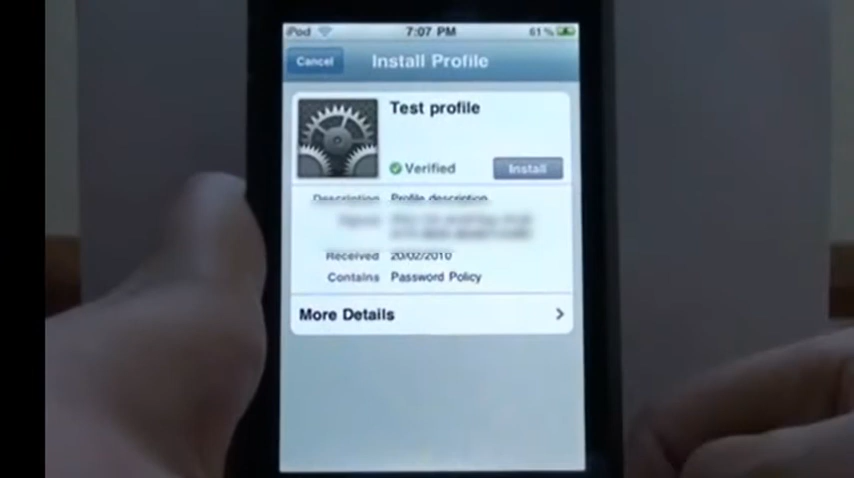 iPod 7:07 PM 61%
Cancel Install Profile
Test profile
Verified Install
Description Profile description.
Received 20/02/2010
Contains Password Policy
More Details